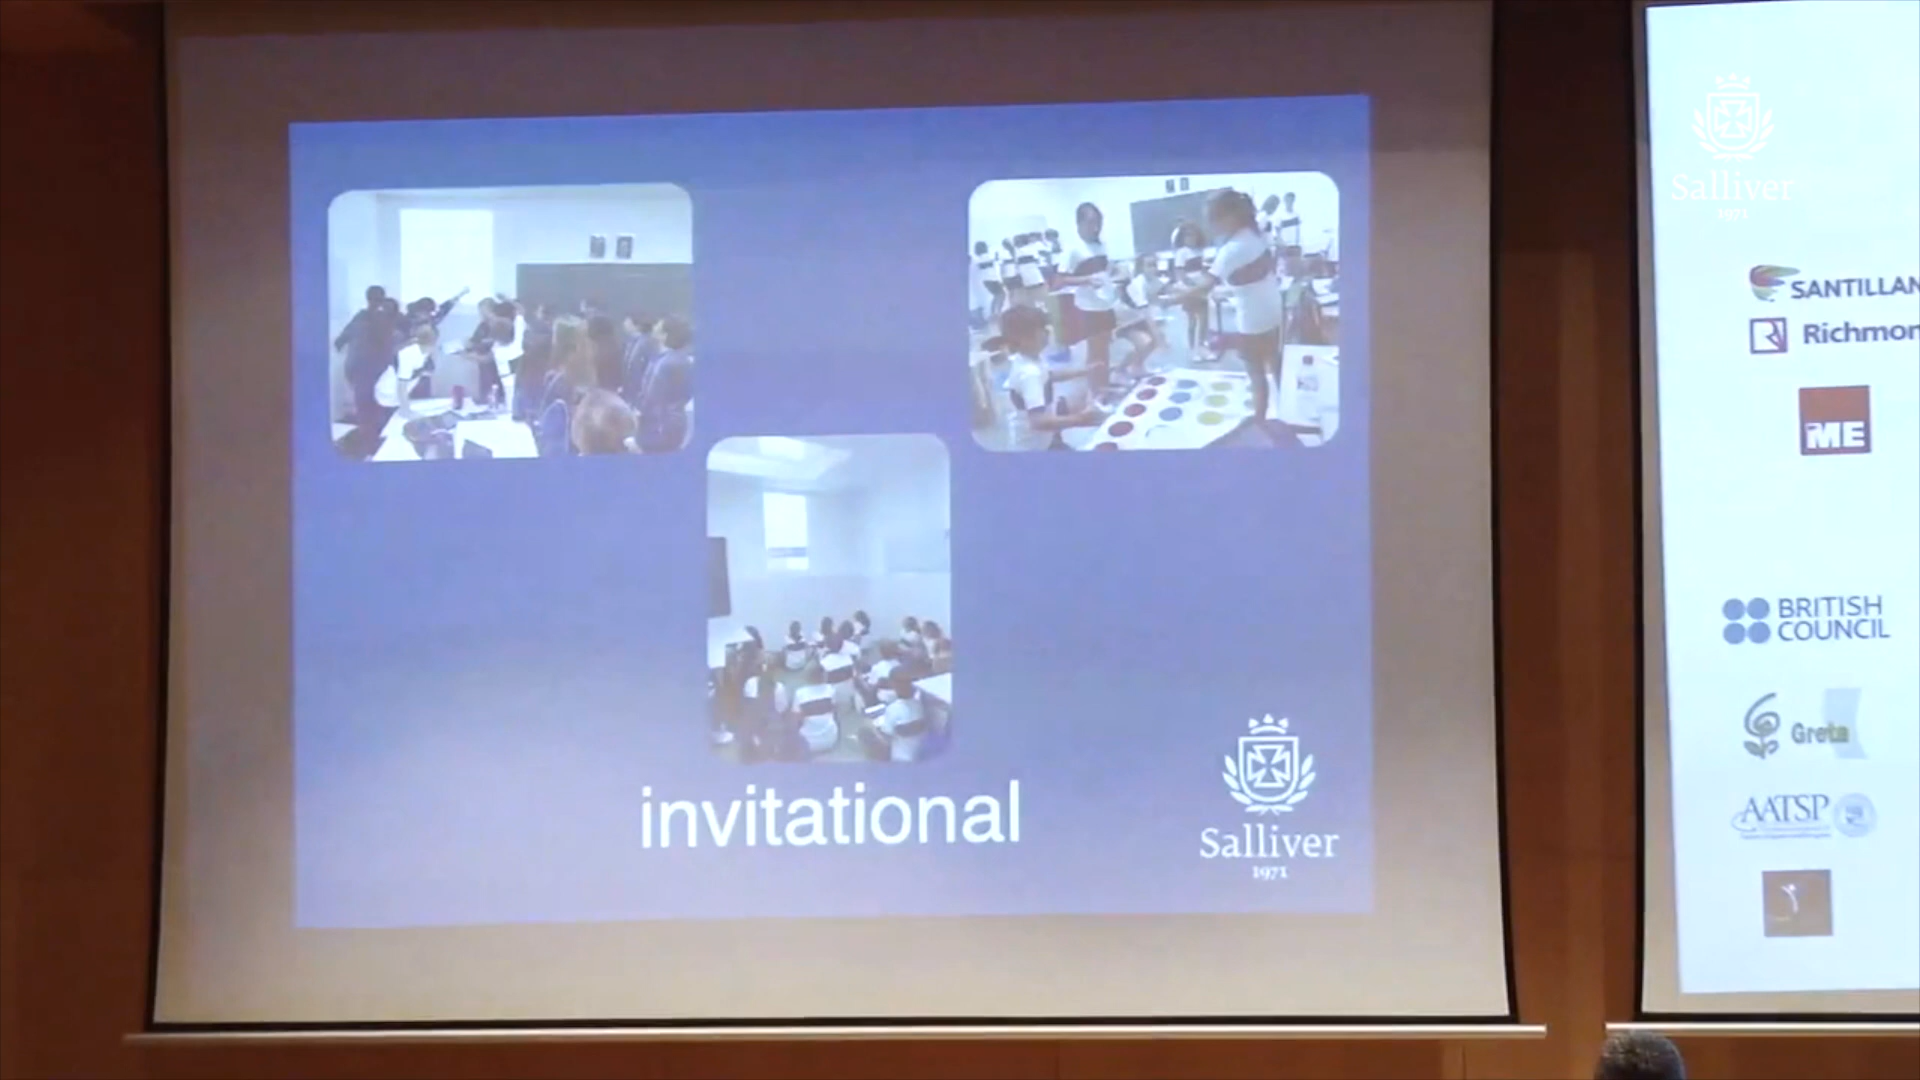 invitational
Salliver
1971
Salliver
1971
SANTILLAN
Richmon
ME
BRITISH
COUNCIL
Greta
AATSP